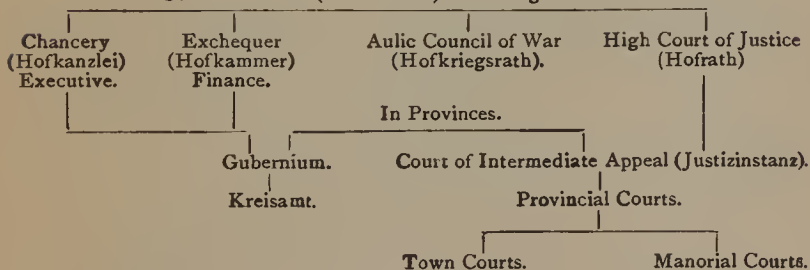 Chancery Exchequer Aulic Council of War High Court of Justice
(Hofkanzlei) (Hofkammer) (Hofkriegsrath). (Hofrath)
Executive. Finance.
In Provinces.
Gubernium. Court of Intermediate Appeal (Justizinstanz).
Kreisamt. Provincial Courts.
Town Courts. Manorial Courts.